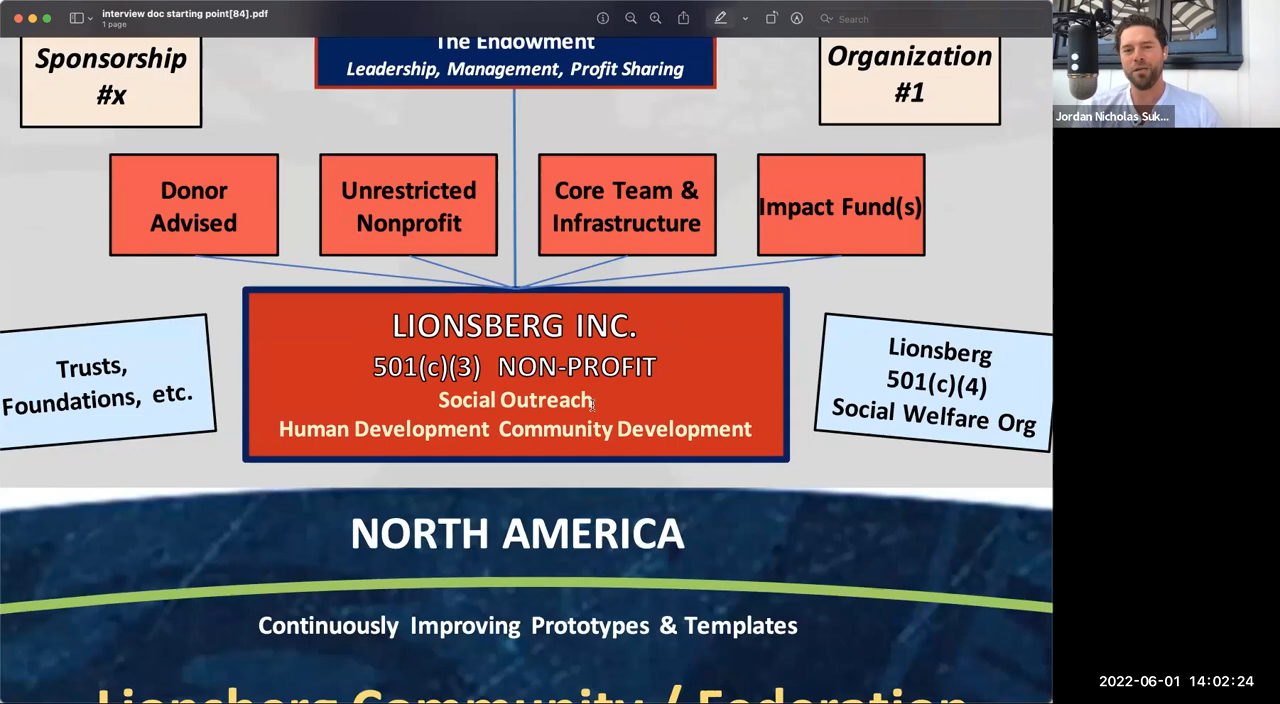 interview doc starting point[84].pdf
1 page
Search
Sponsorship
#x
The Endowment
Leadership, Management, Profit Sharing
Organization
#1
Donor
Advised
Unrestricted
Nonprofit
Core Team &
Infrastructure
Impact Fund(s)
Trusts,
Foundations, etc.
LIONSBERG INC.
501(c)(3) NON-PROFIT
Social Outreach
Human Development Community Development
Lionsberg
501(c)(4)
Social Welfare Org
NORTH AMERICA
Continuously Improving Prototypes & Templates
Lionsberg Community / Federation
Jordan Nicholas Suk...
2022-06-01 14:02:24